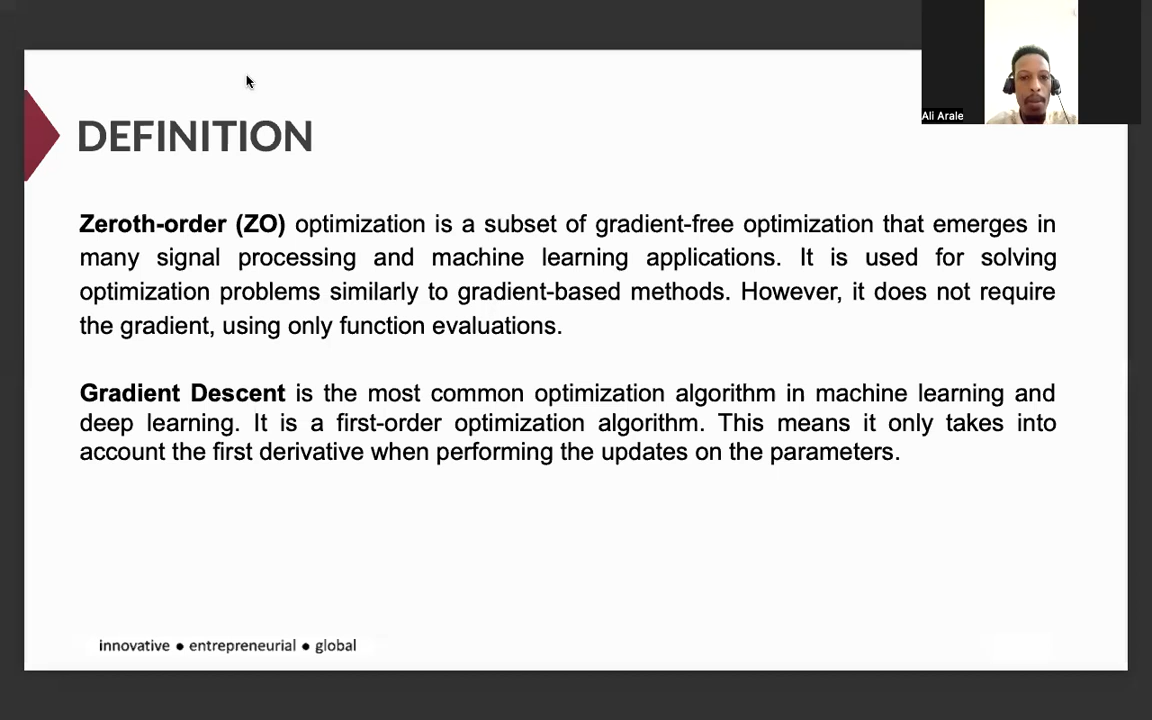 Ali Arale
DEFINITION
Zeroth-order (ZO) optimization is a subset of gradient-free optimization that emerges in
many signal processing and machine learning applications. It is used for solving
optimization problems similarly to gradient-based methods. However, it does not require
the gradient, using only function evaluations.
Gradient Descent is the most common optimization algorithm in machine learning and
deep learning. It is a first-order optimization algorithm. This means it only takes into
account the first derivative when performing the updates on the parameters.
innovative ● entrepreneurial ● global